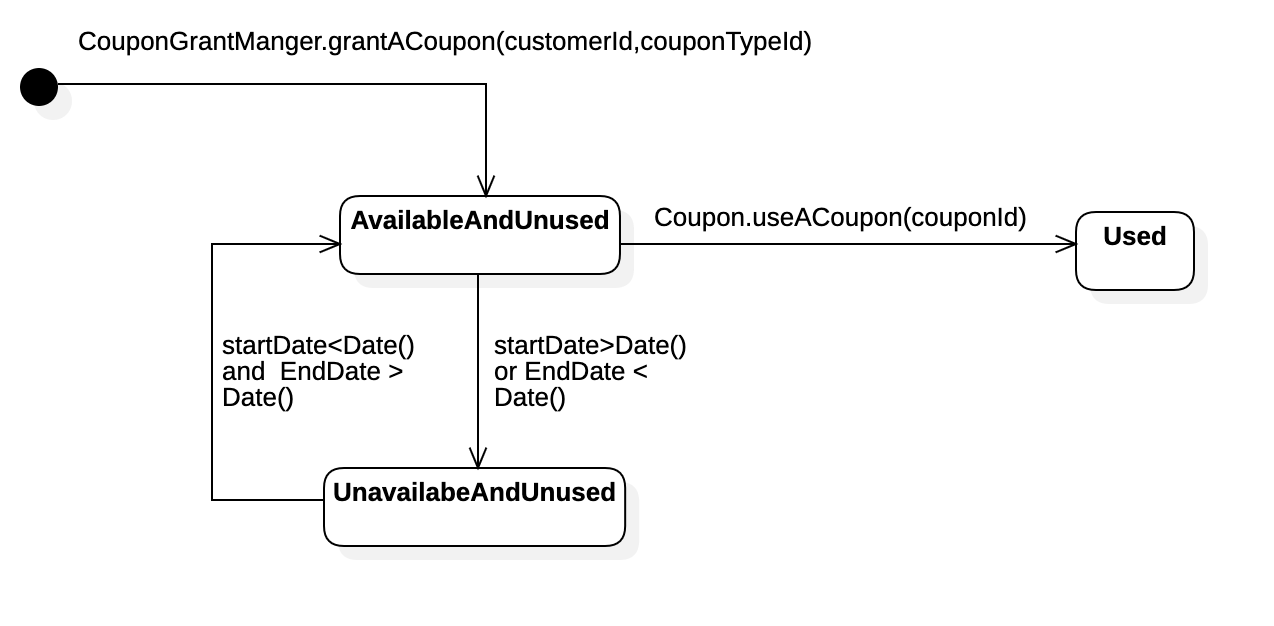 CouponGrantManger.grantACoupon(customerId,couponTypeId)
AvailableAndUnused
Coupon.useACoupon(couponId)
Used
startDate<Date()
and  EndDate >
Date()
startDate>Date()
or EndDate <
Date()
UnavailabeAndUnused